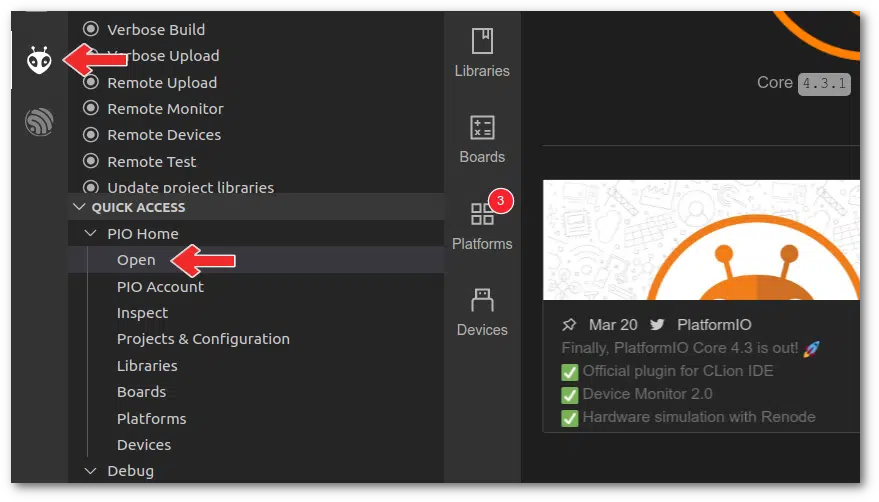 Verbose Build
Verbose Upload
Remote Upload
Remote Monitor
Remote Devices
Remote Test
Update project libraries
QUICK ACCESS
PIO Home
Open
PIO Account
Inspect
Projects & Configuration
Libraries
Boards
Platforms
Devices
Debug
Libraries
Boards
3
Platforms
Devices
Core 4.3.1
Mar 20 PlatformIO
Finally, PlatformIO Core 4.3 is out! 🚀
✅ Official plugin for CLion IDE
✅ Device Monitor 2.0
✅ Hardware simulation with Renode